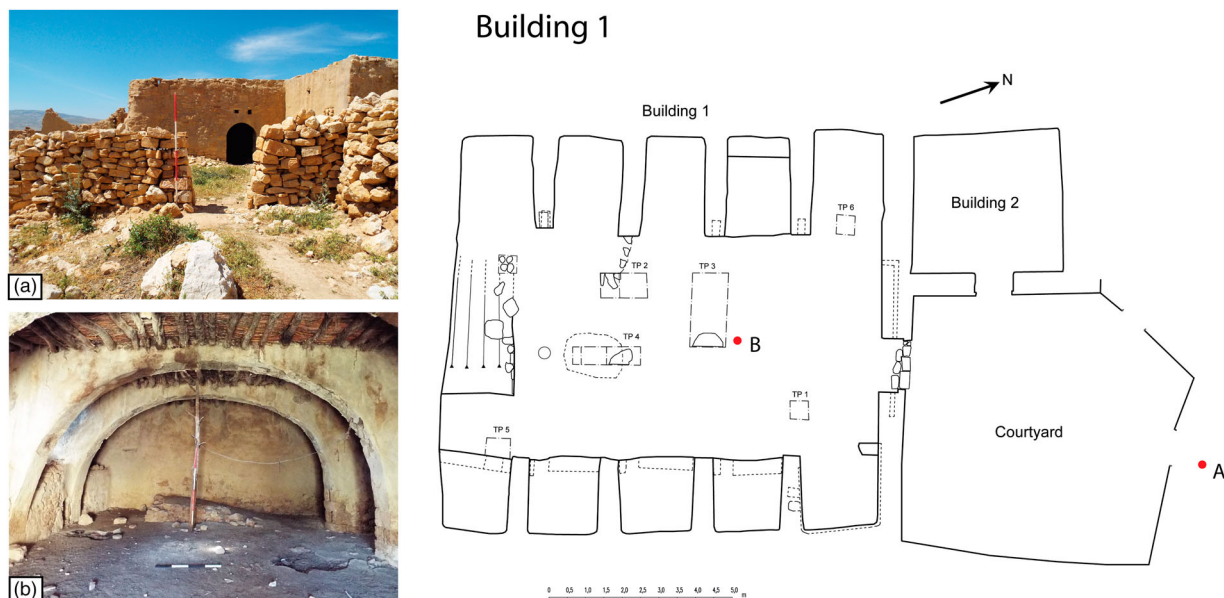 Building 1
(a)
(b)
N
Building 1
Building 2
TP 6
TP 2
TP 3
B
TP 4
TP 1
Courtyard
TP 5
A
0 0,5 1,0 1,5 2,0 2,5 3,0 3,5 4,0 4,5 5,0
m